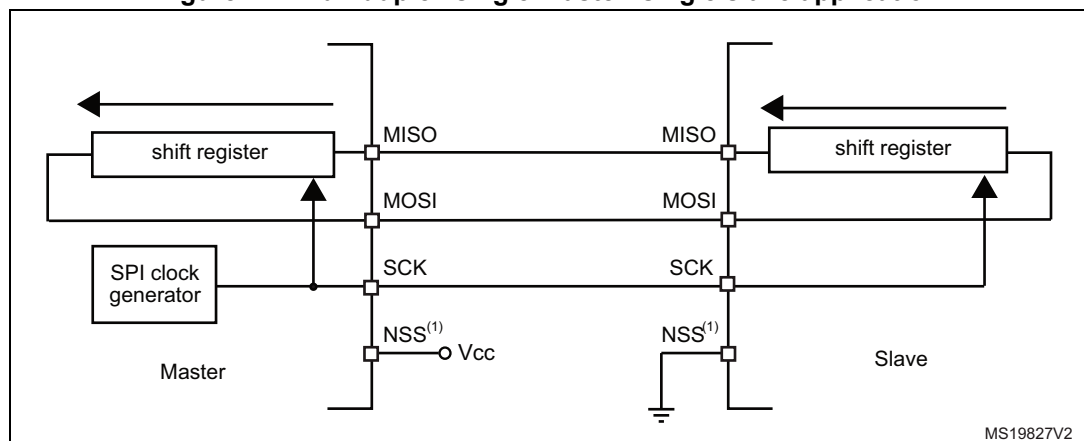 MISO
MISO
shift register
shift register
MOSI
MOSI
SPI clock
generator
SCK
SCK
NSS(1)
Vcc
NSS(1)
Master
Slave
MS19827V2